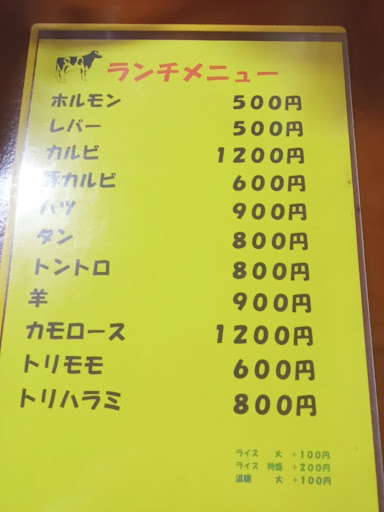 ランチメニュー
ホルモン 500円
レバー 500円
カルビ 1200円
豚カルビ 600円
ハツ 900円
タン 800円
トントロ 800円
羊 900円
カモロース 1200円
トリモモ 600円
トリハラミ 800円
ライス 大 +100円
ライス 特盛 +200円
温麺 大 +100円